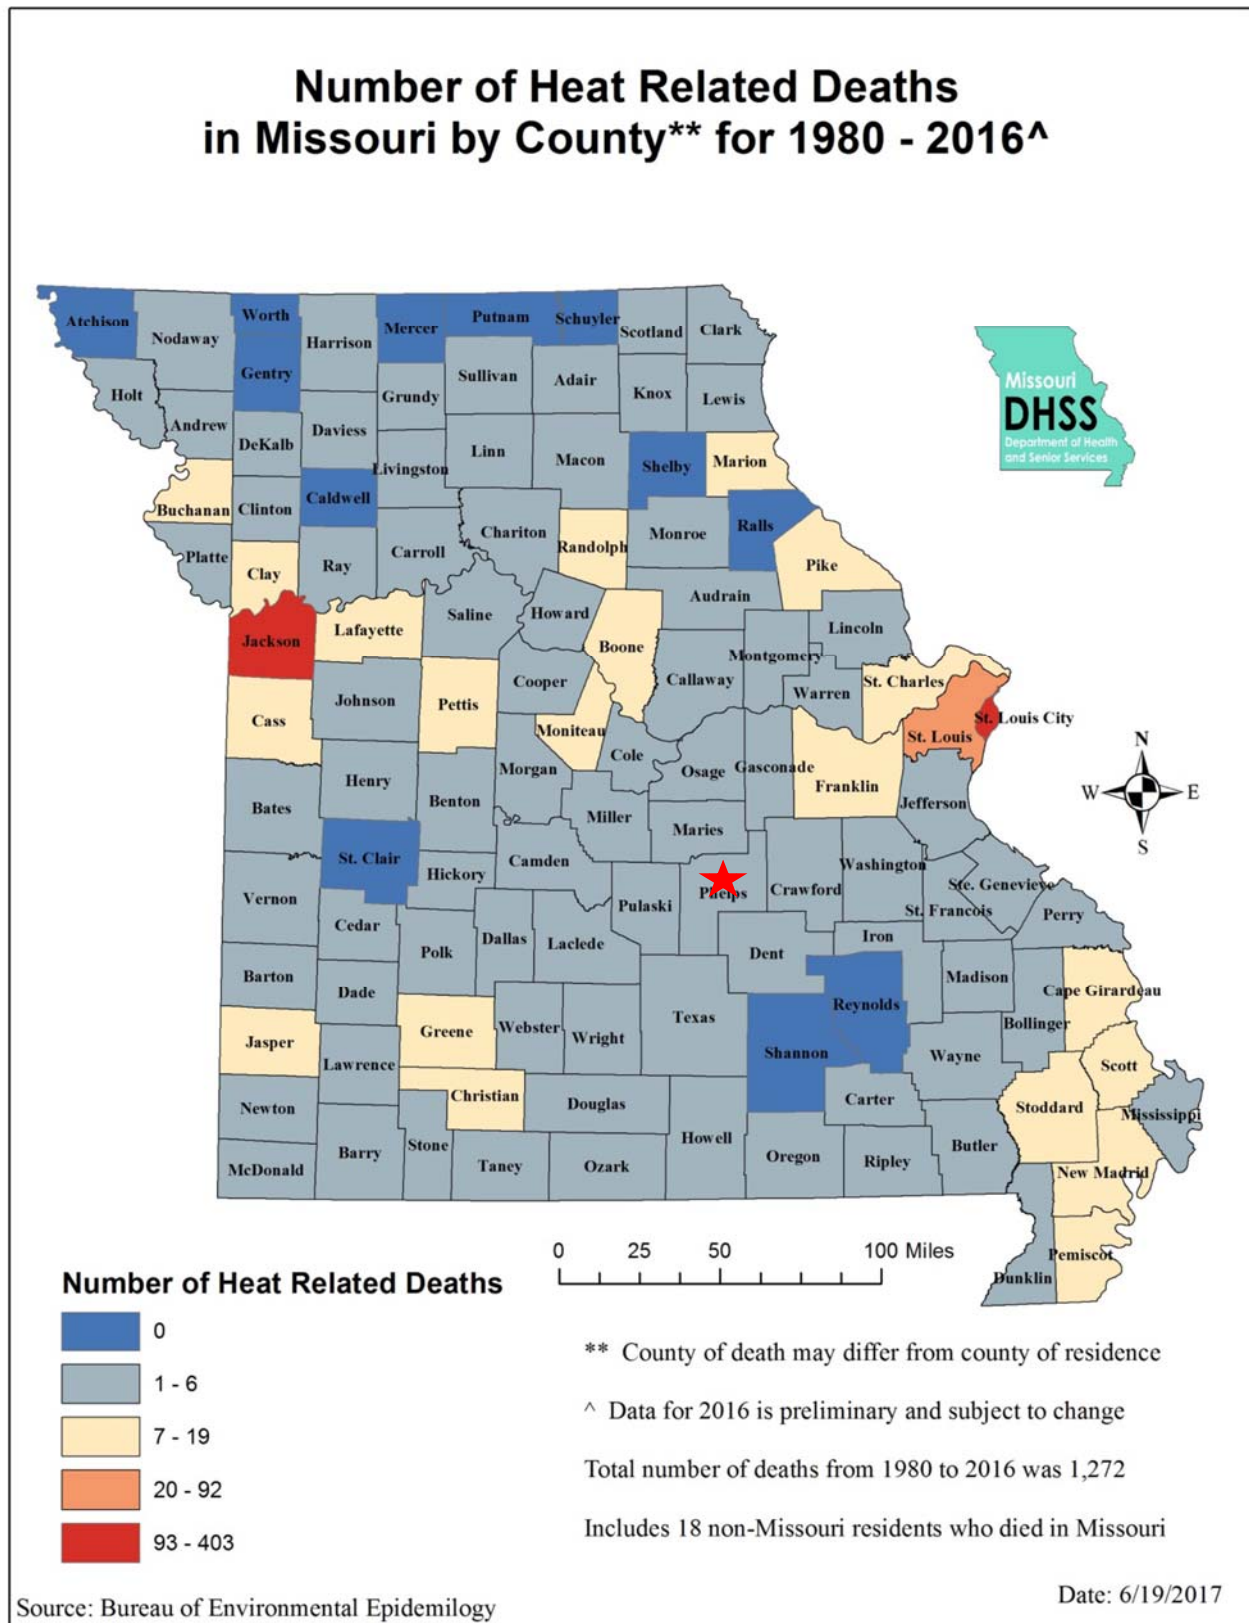 Number of Heat Related Deaths
in Missouri by County** for 1980 - 2016^
Atchison
Nodaway
Worth
Harrison
Mercer
Putnam
Schuyler
Scotland
Clark
Gentry
Holt
Andrew
DeKalb
Daviess
Grundy
Sullivan
Adair
Knox
Lewis
Missouri
DHSS
Department of Health
and Senior Services
Buchanan
Clinton
Caldwell
Livingston
Linn
Macon
Shelby
Marion
Platte
Clay
Ray
Carroll
Chariton
Randolph
Monroe
Ralls
Pike
Jackson
Lafayette
Saline
Howard
Boone
Audrain
Lincoln
Cass
Johnson
Pettis
Cooper
Moniteau
Callaway
Montgomery
Warren
St. Charles
St. Louis
St. Louis City
Bates
Henry
Benton
Morgan
Cole
Osage
Gasconade
Franklin
Jefferson
Miller
Maries
N
W
E
S
Vernon
St. Clair
Hickory
Camden
Pulaski
Phelps
Crawford
Washington
St. Francois
Ste. Genevieve
Perry
Barton
Cedar
Polk
Dallas
Laclede
Dent
Iron
Madison
Bollinger
Cape Girardeau
Jasper
Dade
Greene
Webster
Wright
Texas
Shannon
Reynolds
Wayne
Scott
Stoddard
Mississippi
Newton
Lawrence
Christian
Douglas
Howell
Carter
Butler
New Madrid
McDonald
Barry
Stone
Taney
Ozark
Oregon
Ripley
Dunklin
Pemiscot
0 25 50 100 Miles
Number of Heat Related Deaths
0
1 - 6
7 - 19
20 - 92
93 - 403
** County of death may differ from county of residence
^ Data for 2016 is preliminary and subject to change
Total number of deaths from 1980 to 2016 was 1,272
Includes 18 non-Missouri residents who died in Missouri
Source: Bureau of Environmental Epidemilogy
Date: 6/19/2017